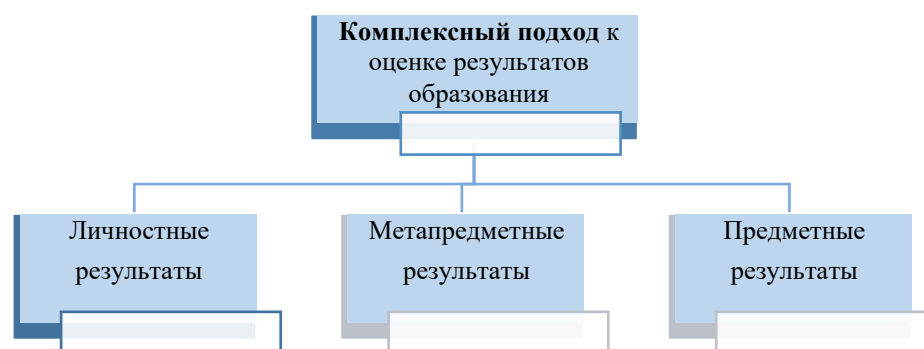 Комплексный подход к
оценке результатов
образования
Личностные
результаты
Метапредметные
результаты
Предметные
результаты